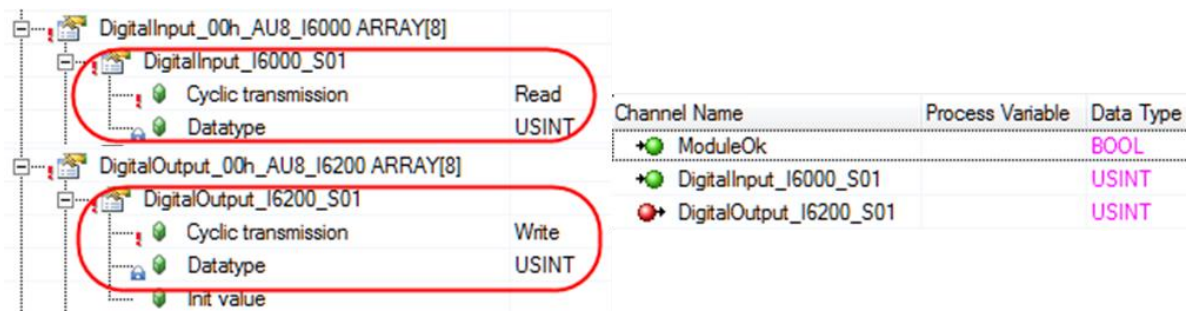 DigitalInput_00h_AU8_I6000 ARRAY[8]
DigitalInput_I6000_S01
Cyclic transmission Read
Datatype USINT
DigitalOutput_00h_AU8_I6200 ARRAY[8]
DigitalOutput_I6200_S01
Cyclic transmission Write
Datatype USINT
Init value
Channel Name Process Variable Data Type
ModuleOk BOOL
DigitalInput_I6000_S01 USINT
DigitalOutput_I6200_S01 USINT